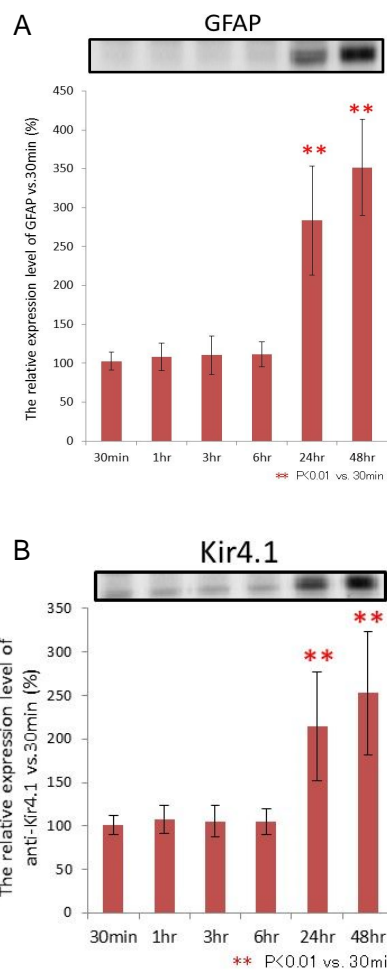 A
GFAP
The relative expression level of GFAP vs.30min (%)
450
400
350
300
250
200
150
100
50
0
** **
30min 1hr 3hr 6hr 24hr 48hr
** P<0.01 vs. 30min
B
Kir4.1
The relative expression level of
anti-Kir4.1 vs.30min (%)
350
300
250
200
150
100
50
0
** **
30min 1hr 3hr 6hr 24hr 48hr
** P<0.01 vs. 30mi